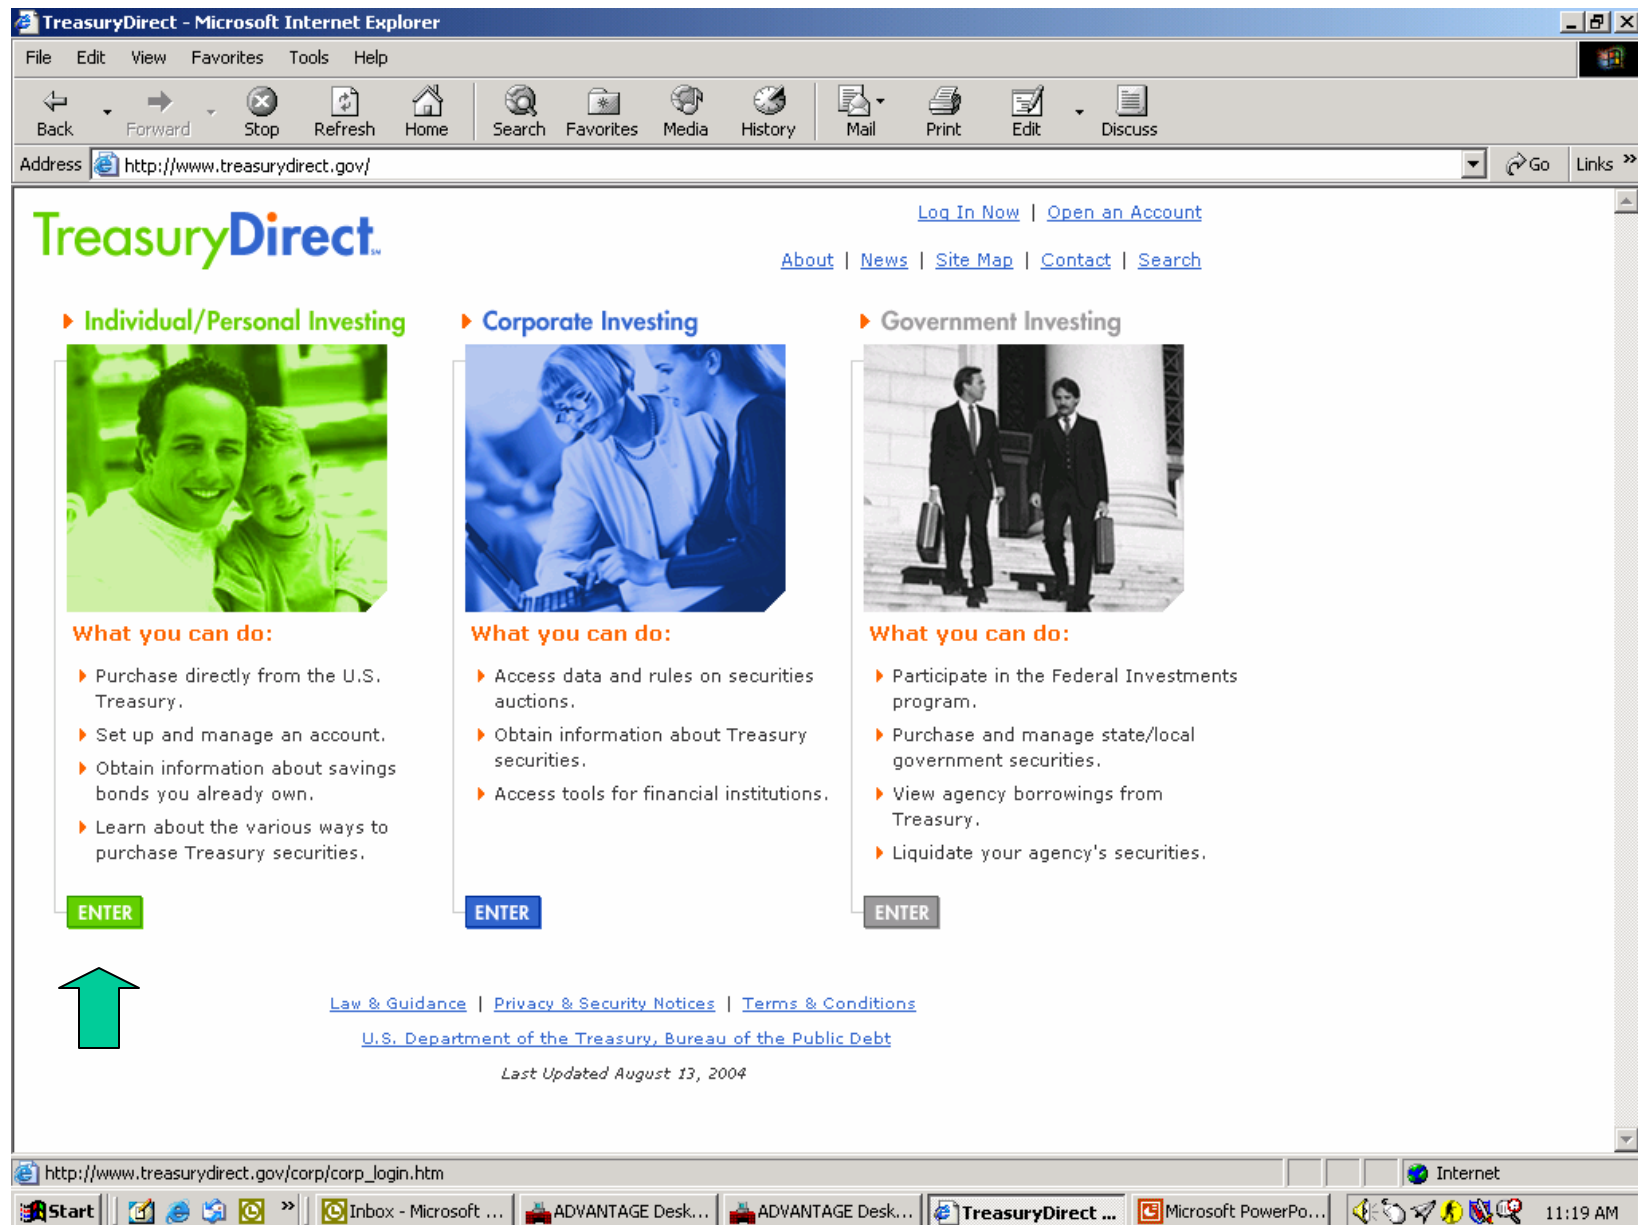 TreasuryDirect - Microsoft Internet Explorer
File Edit View Favorites Tools Help
Back Forward Stop Refresh Home Search Favorites Media History Mail Print Edit Discuss
Address http://www.treasurydirect.gov/ Go Links »
TreasuryDirect SM
Log In Now | Open an Account
About | News | Site Map | Contact | Search
Individual/Personal Investing
What you can do:
Purchase directly from the U.S.
Treasury.
Set up and manage an account.
Obtain information about savings
bonds you already own.
Learn about the various ways to
purchase Treasury securities.
ENTER
Corporate Investing
What you can do:
Access data and rules on securities
auctions.
Obtain information about Treasury
securities.
Access tools for financial institutions.
ENTER
Government Investing
What you can do:
Participate in the Federal Investments
program.
Purchase and manage state/local
government securities.
View agency borrowings from
Treasury.
Liquidate your agency's securities.
ENTER
Law & Guidance | Privacy & Security Notices | Terms & Conditions
U.S. Department of the Treasury, Bureau of the Public Debt
Last Updated August 13, 2004
http://www.treasurydirect.gov/corp/corp_login.htm Internet
Start » Inbox - Microsoft ... ADVANTAGE Desk... ADVANTAGE Desk... TreasuryDirect ... Microsoft PowerPo... 11:19 AM